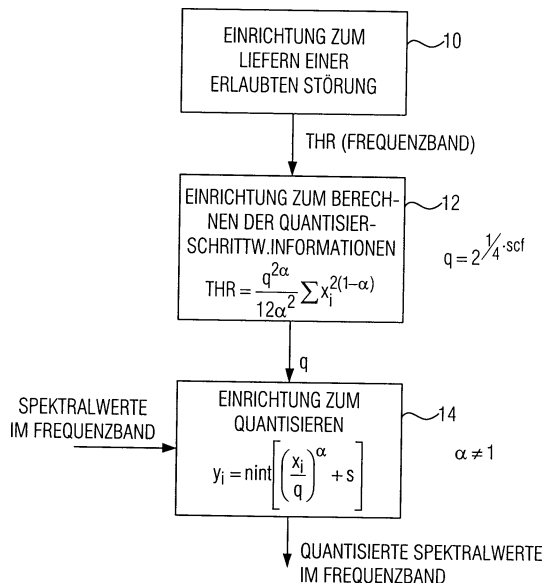 EINRICHTUNG ZUM
LIEFERN EINER
ERLAUBTEN STÖRUNG
10
THR (FREQUENZBAND)
EINRICHTUNG ZUM BERECH-
NEN DER QUANTISIER-
SCHRITTW.INFORMATIONEN
THR = \frac{q^{2α}}{12α^2} ∑ x_i^{2(1-α)}
12
q = 2^{1/4·scf}
q
SPEKTRALWERTE
IM FREQUENZBAND
EINRICHTUNG ZUM
QUANTISIEREN
y_i = nint[(\frac{x_i}{q})^α + s]
14
α ≠ 1
QUANTISIERTE SPEKTRALWERTE
IM FREQUENZBAND